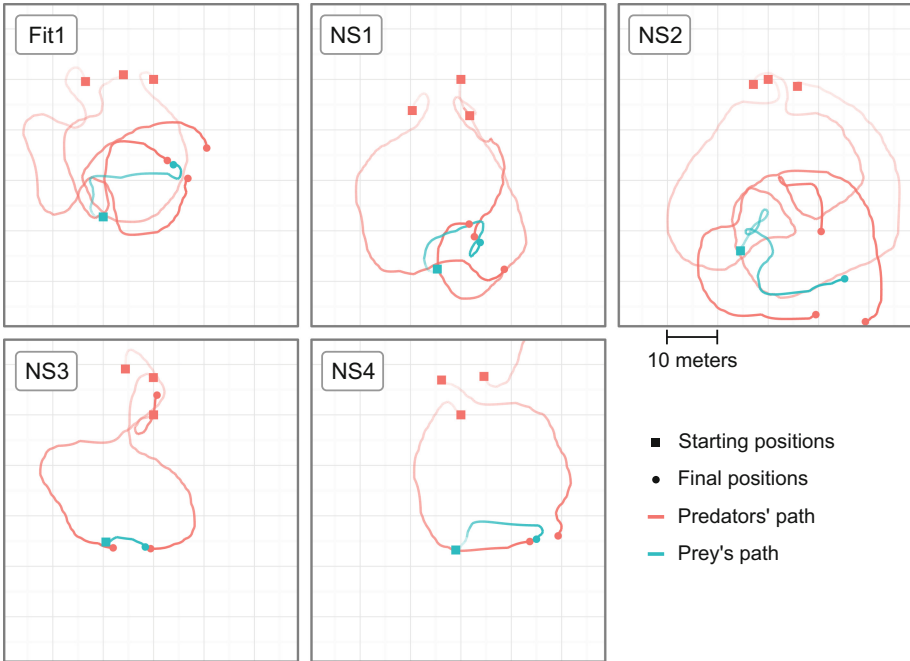 Fit1
NS1
NS2
10 meters
NS3
NS4
Starting positions
Final positions
Predators' path
Prey's path